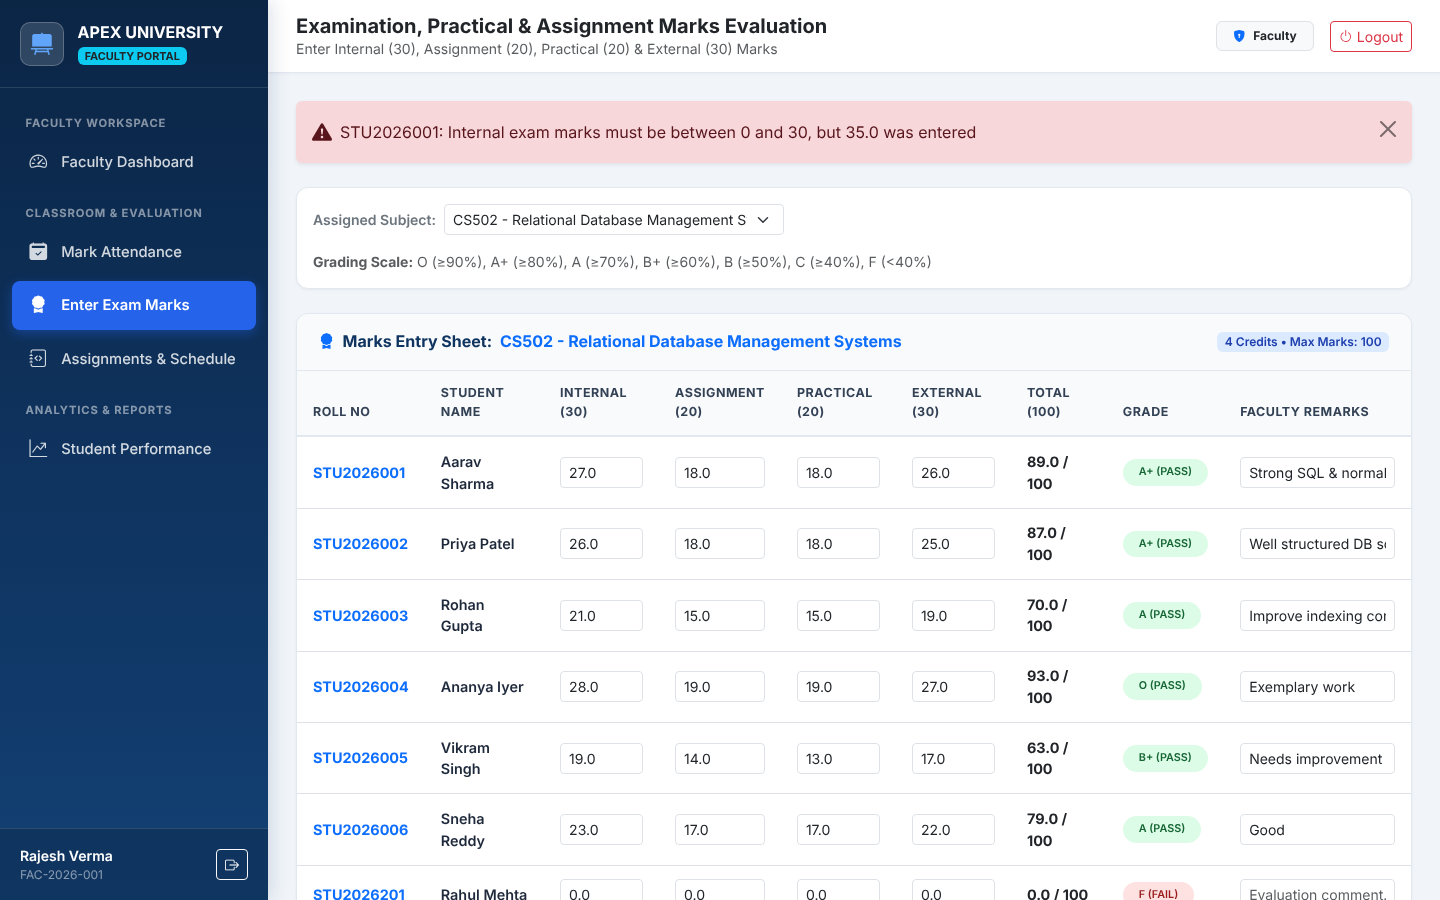 APEX UNIVERSITY
FACULTY PORTAL
FACULTY WORKSPACE
Faculty Dashboard
CLASSROOM & EVALUATION
Mark Attendance
Enter Exam Marks
Assignments & Schedule
ANALYTICS & REPORTS
Student Performance
Rajesh Verma
FAC-2026-001
Examination, Practical & Assignment Marks Evaluation
Enter Internal (30), Assignment (20), Practical (20) & External (30) Marks
Faculty
Logout
STU2026001: Internal exam marks must be between 0 and 30, but 35.0 was entered
Assigned Subject: CS502 - Relational Database Management S
Grading Scale: O (≥90%), A+ (≥80%), A (≥70%), B+ (≥60%), B (≥50%), C (≥40%), F (<40%)
Marks Entry Sheet: CS502 - Relational Database Management Systems
4 Credits • Max Marks: 100
ROLL NO STUDENT NAME INTERNAL (30) ASSIGNMENT (20) PRACTICAL (20) EXTERNAL (30) TOTAL (100) GRADE FACULTY REMARKS
STU2026001 Aarav Sharma 27.0 18.0 18.0 26.0 89.0 / 100 A+ (PASS) Strong SQL & normal
STU2026002 Priya Patel 26.0 18.0 18.0 25.0 87.0 / 100 A+ (PASS) Well structured DB
STU2026003 Rohan Gupta 21.0 15.0 15.0 19.0 70.0 / 100 A (PASS) Improve indexing
STU2026004 Ananya Iyer 28.0 19.0 19.0 27.0 93.0 / 100 O (PASS) Exemplary work
STU2026005 Vikram Singh 19.0 14.0 13.0 17.0 63.0 / 100 B+ (PASS) Needs improvement
STU2026006 Sneha Reddy 23.0 17.0 17.0 22.0 79.0 / 100 A (PASS) Good
STU2026201 Rahul Mehta 0.0 0.0 0.0 0.0 0.0 / 100 F (FAIL) Evaluation comment.